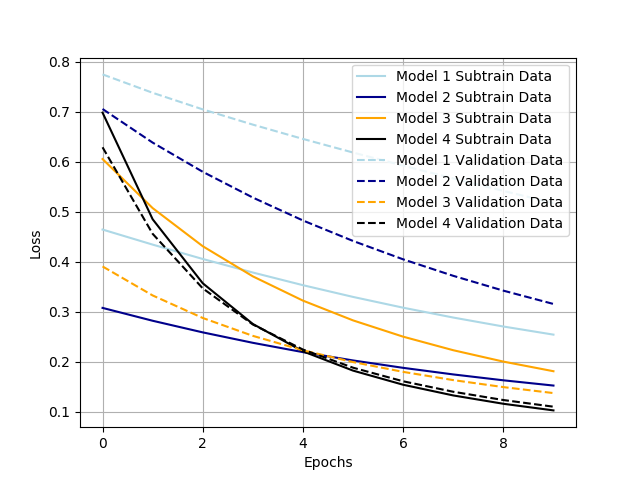 0.8
0.7
0.6
0.5
0.4
0.3
0.2
0.1
Loss
0 2 4 6 8
Epochs
Model 1 Subtrain Data
Model 2 Subtrain Data
Model 3 Subtrain Data
Model 4 Subtrain Data
Model 1 Validation Data
Model 2 Validation Data
Model 3 Validation Data
Model 4 Validation Data